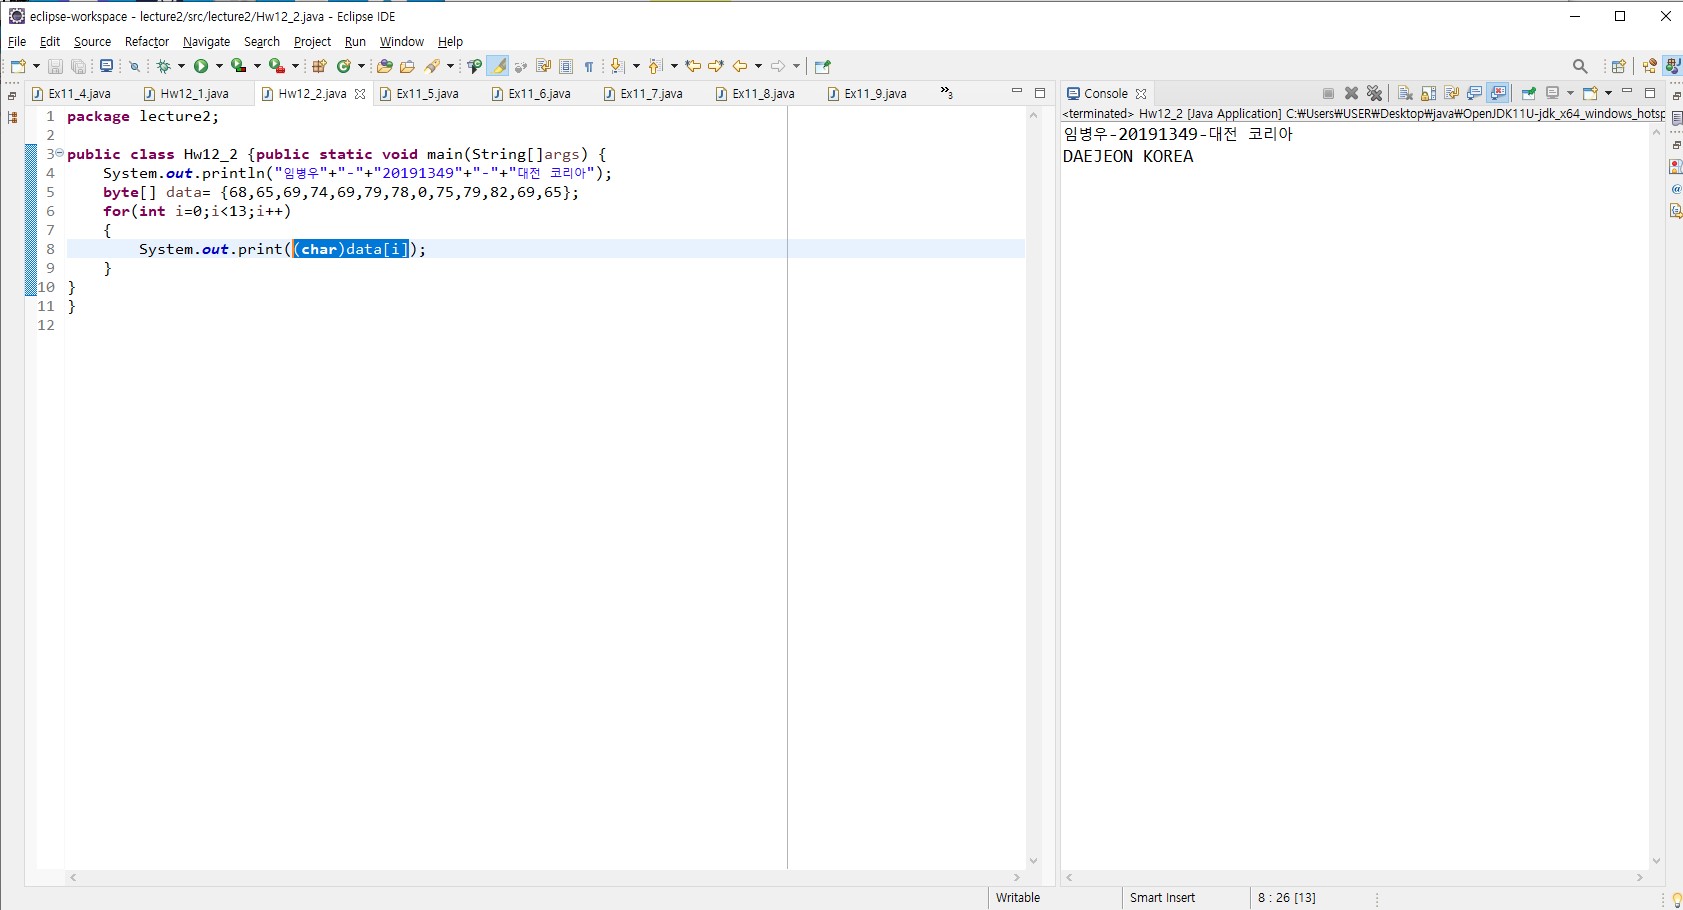 eclipse-workspace - lecture2/src/lecture2/Hw12_2.java - Eclipse IDE
File Edit Source Refactor Navigate Search Project Run Window Help
Ex11_4.java Hw12_1.java Hw12_2.java Ex11_5.java Ex11_6.java Ex11_7.java Ex11_8.java Ex11_9.java »3
1 package lecture2;
2
3 public class Hw12_2 {public static void main(String[]args) {
4 System.out.println("임병우"+"-"+"20191349"+"-"+"대전 코리아");
5 byte[] data= {68,65,69,74,69,79,78,0,75,79,82,69,65};
6 for(int i=0;i<13;i++)
7 {
8 System.out.print((char)data[i]);
9 }
10 }
11 }
12
Console
<terminated> Hw12_2 [Java Application] C:₩Users₩USER₩Desktop₩java₩OpenJDK11U-jdk_x64_windows_hotsp
임병우-20191349-대전 코리아
DAEJEON KOREA
Writable Smart Insert 8 : 26 [13]